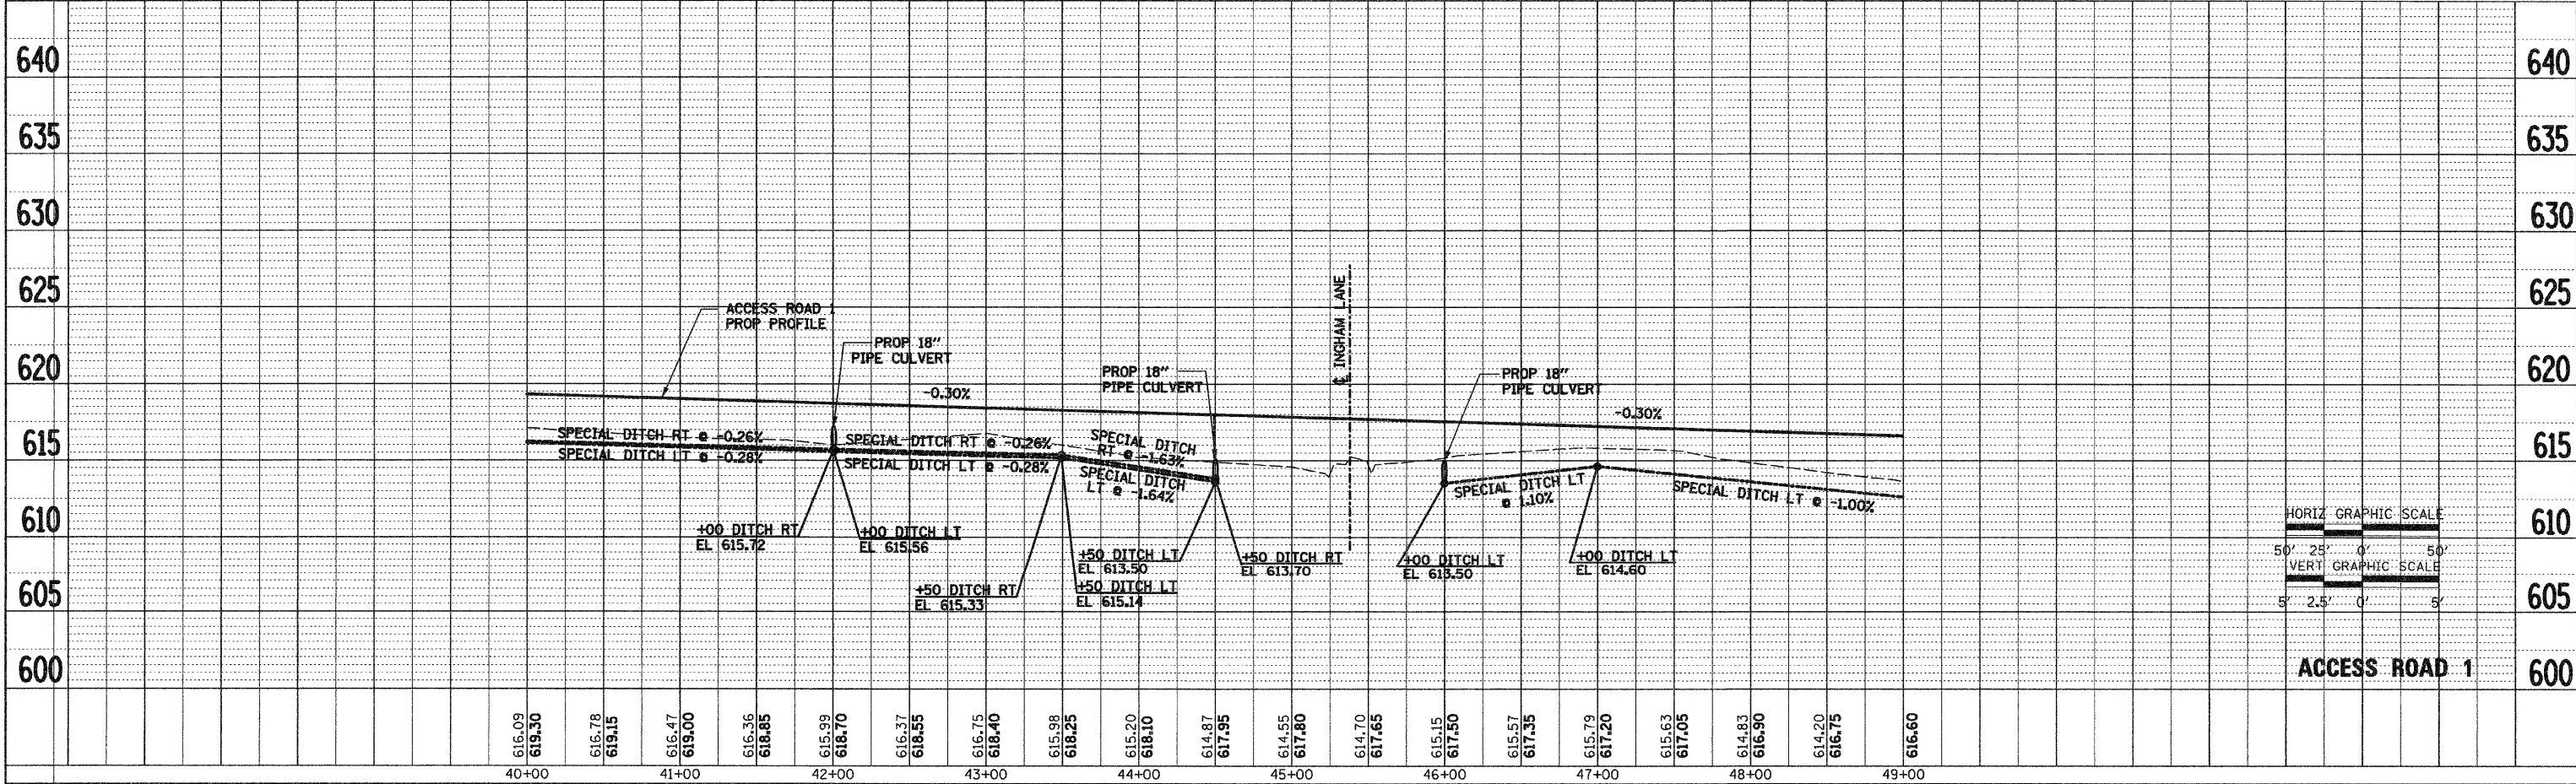 640
640
635
635
630
630
625
625
620
620
615
615
610
610
605
605
600
600
ACCESS ROAD 1
PROP PROFILE
PROP 18"
PIPE CULVERT
-0.30%
PROP 18"
PIPE CULVERT
℄ INGHAM LANE
PROP 18"
PIPE CULVERT
-0.30%
SPECIAL DITCH RT @ -0.26%
SPECIAL DITCH LT @ -0.28%
SPECIAL DITCH RT @ -0.26%
SPECIAL DITCH LT @ -0.28%
SPECIAL DITCH
RT @ -1.63%
SPECIAL DITCH
LT @ -1.64%
SPECIAL DITCH LT
@ 1.10%
SPECIAL DITCH LT @ -1.00%
+00 DITCH RT
EL 615.72
+00 DITCH LT
EL 615.56
+50 DITCH RT
EL 615.33
+50 DITCH LT
EL 615.14
+50 DITCH LT
EL 613.50
+50 DITCH RT
EL 613.70
+00 DITCH LT
EL 613.50
+00 DITCH LT
EL 614.60
HORIZ GRAPHIC SCALE
50' 25' 0' 50'
VERT GRAPHIC SCALE
5' 2.5' 0' 5'
ACCESS ROAD 1
616.09
619.30
616.78
619.15
616.47
619.00
616.36
618.85
615.99
618.70
616.37
618.55
616.75
618.40
615.98
618.25
615.20
618.10
614.87
617.95
614.55
617.80
614.70
617.65
615.15
617.50
615.57
617.35
615.79
617.20
615.63
617.05
614.83
616.90
614.20
616.75
616.60
40+00
41+00
42+00
43+00
44+00
45+00
46+00
47+00
48+00
49+00